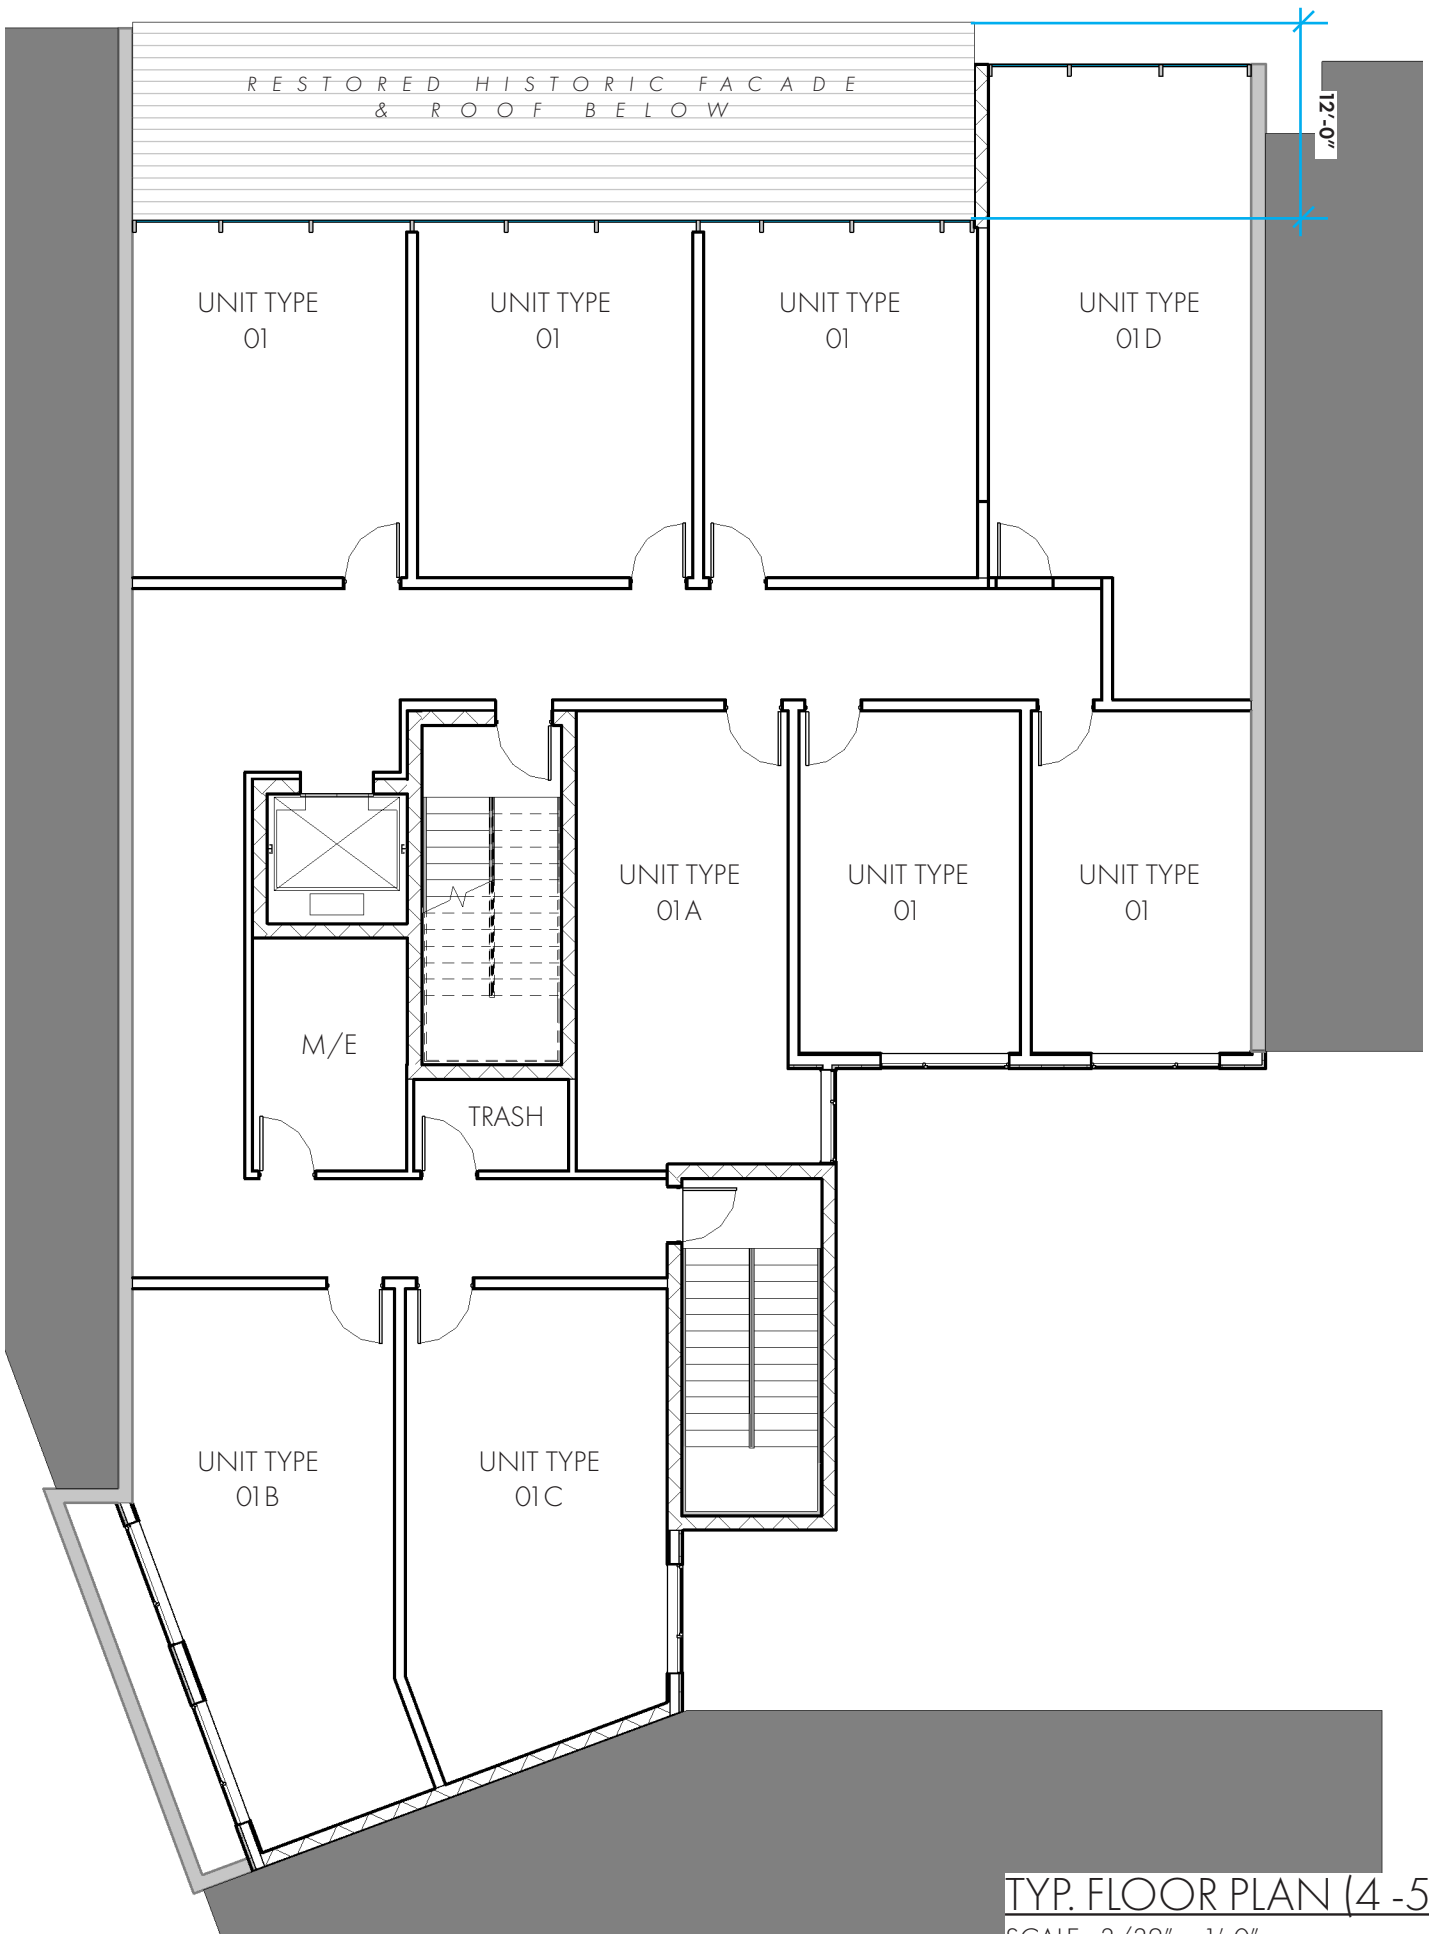 RESTORED HISTORIC FACADE
& ROOF BELOW
12'-0"
UNIT TYPE
01
UNIT TYPE
01
UNIT TYPE
01
UNIT TYPE
01D
UNIT TYPE
01A
UNIT TYPE
01
UNIT TYPE
01
M/E
TRASH
UNIT TYPE
01B
UNIT TYPE
01C
TYP. FLOOR PLAN (4 -5